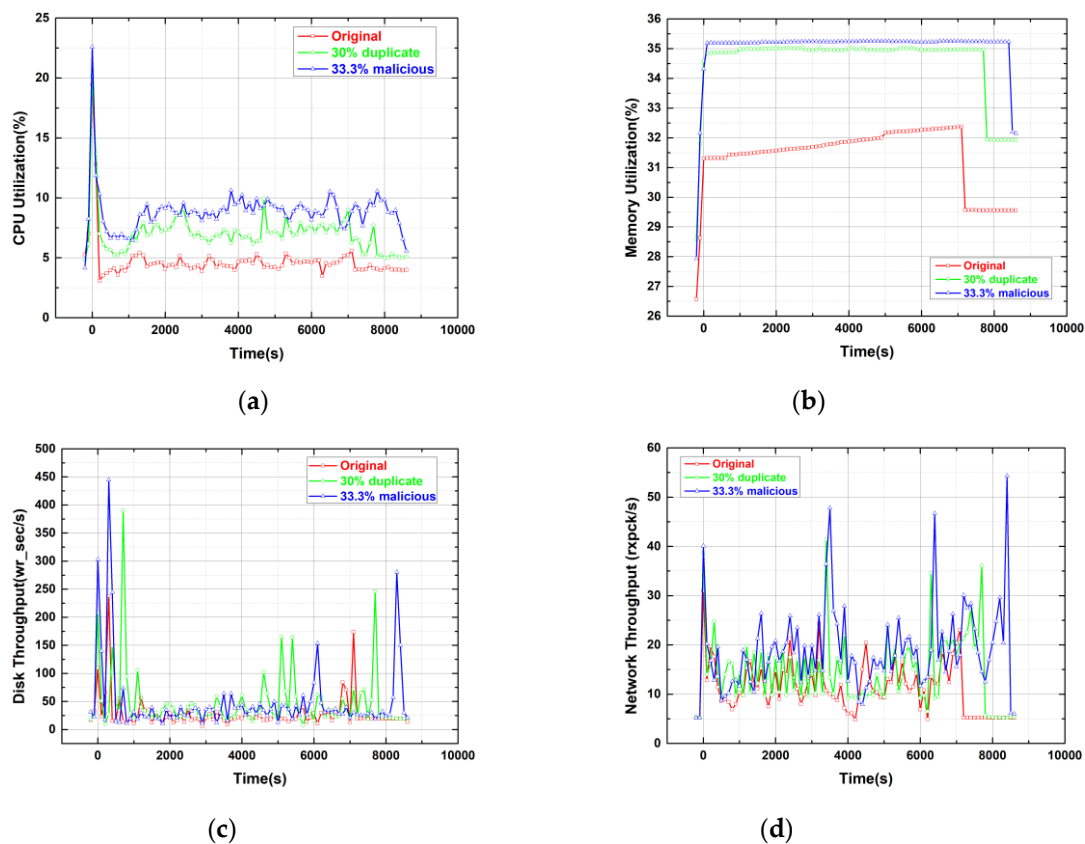 25
20
15
10
5
0
CPU Utilization(%)
Original
30% duplicate
33.3% malicious
0 2000 4000 6000 8000 10000
Time(s)
(a)
36
35
34
33
32
31
30
29
28
27
26
Memory Utilization(%)
Original
30% duplicate
33.3% malicious
0 2000 4000 6000 8000 10000
Time(s)
(b)
500
450
400
350
300
250
200
150
100
50
0
Disk Throughput(wr_sec/s)
Original
30% duplicate
33.3% malicious
0 2000 4000 6000 8000 10000
Time(s)
(c)
60
50
40
30
20
10
0
Network Throughput (rxpck/s)
Original
30% duplicate
33.3% malicious
0 2000 4000 6000 8000 10000
Time(s)
(d)